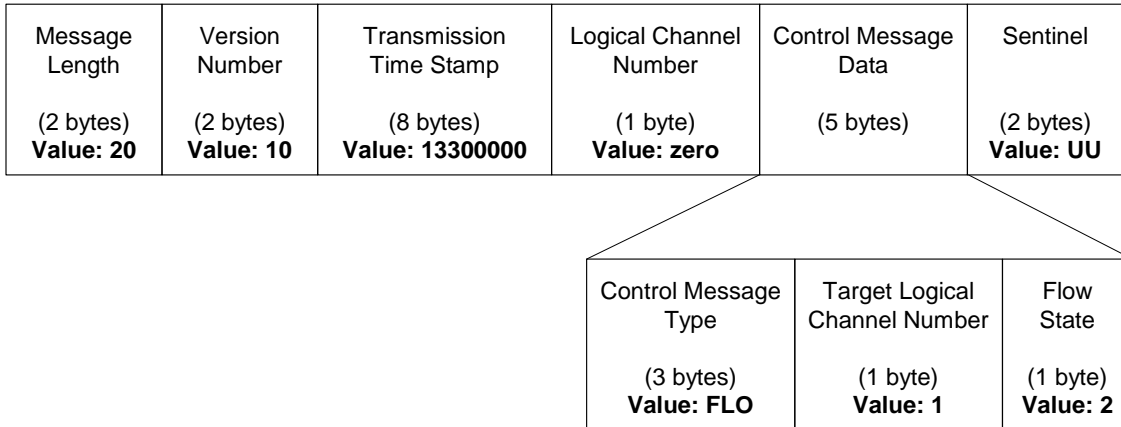 Message Length
(2 bytes)
Value: 20
Version Number
(2 bytes)
Value: 10
Transmission Time Stamp
(8 bytes)
Value: 13300000
Logical Channel Number
(1 byte)
Value: zero
Control Message Data
(5 bytes)
Sentinel
(2 bytes)
Value: UU
Control Message Type
(3 bytes)
Value: FLO
Target Logical Channel Number
(1 byte)
Value: 1
Flow State
(1 byte)
Value: 2